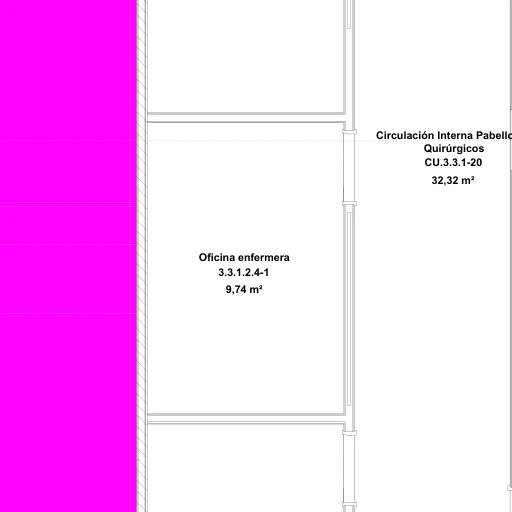 Circulación Interna
Quirúrgicos
CU.3.3.1-20
32,32 m²
Oficina enfermera
3.3.1.2.4-1
9,74 m²